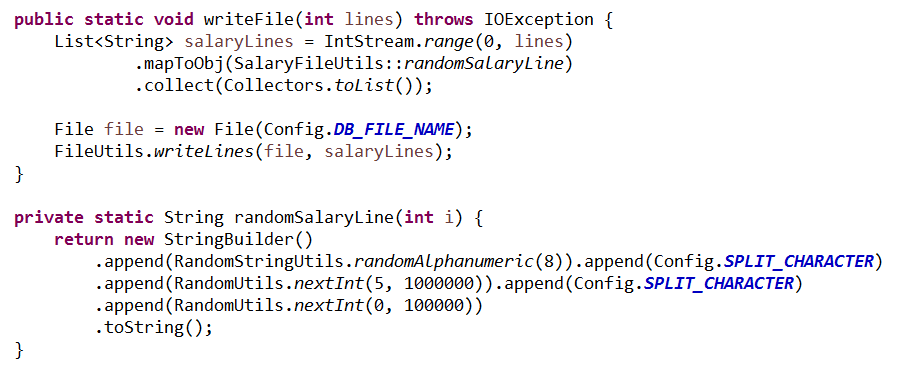 public static void writeFile(int lines) throws IOException {
    List<String> salaryLines = IntStream.range(0, lines)
            .mapToObj(SalaryFileUtils::randomSalaryLine)
            .collect(Collectors.toList());

    File file = new File(Config.DB_FILE_NAME);
    FileUtils.writeLines(file, salaryLines);
}

private static String randomSalaryLine(int i) {
    return new StringBuilder()
        .append(RandomStringUtils.randomAlphanumeric(8)).append(Config.SPLIT_CHARACTER)
        .append(RandomUtils.nextInt(5, 1000000)).append(Config.SPLIT_CHARACTER)
        .append(RandomUtils.nextInt(0, 100000))
        .toString();
}